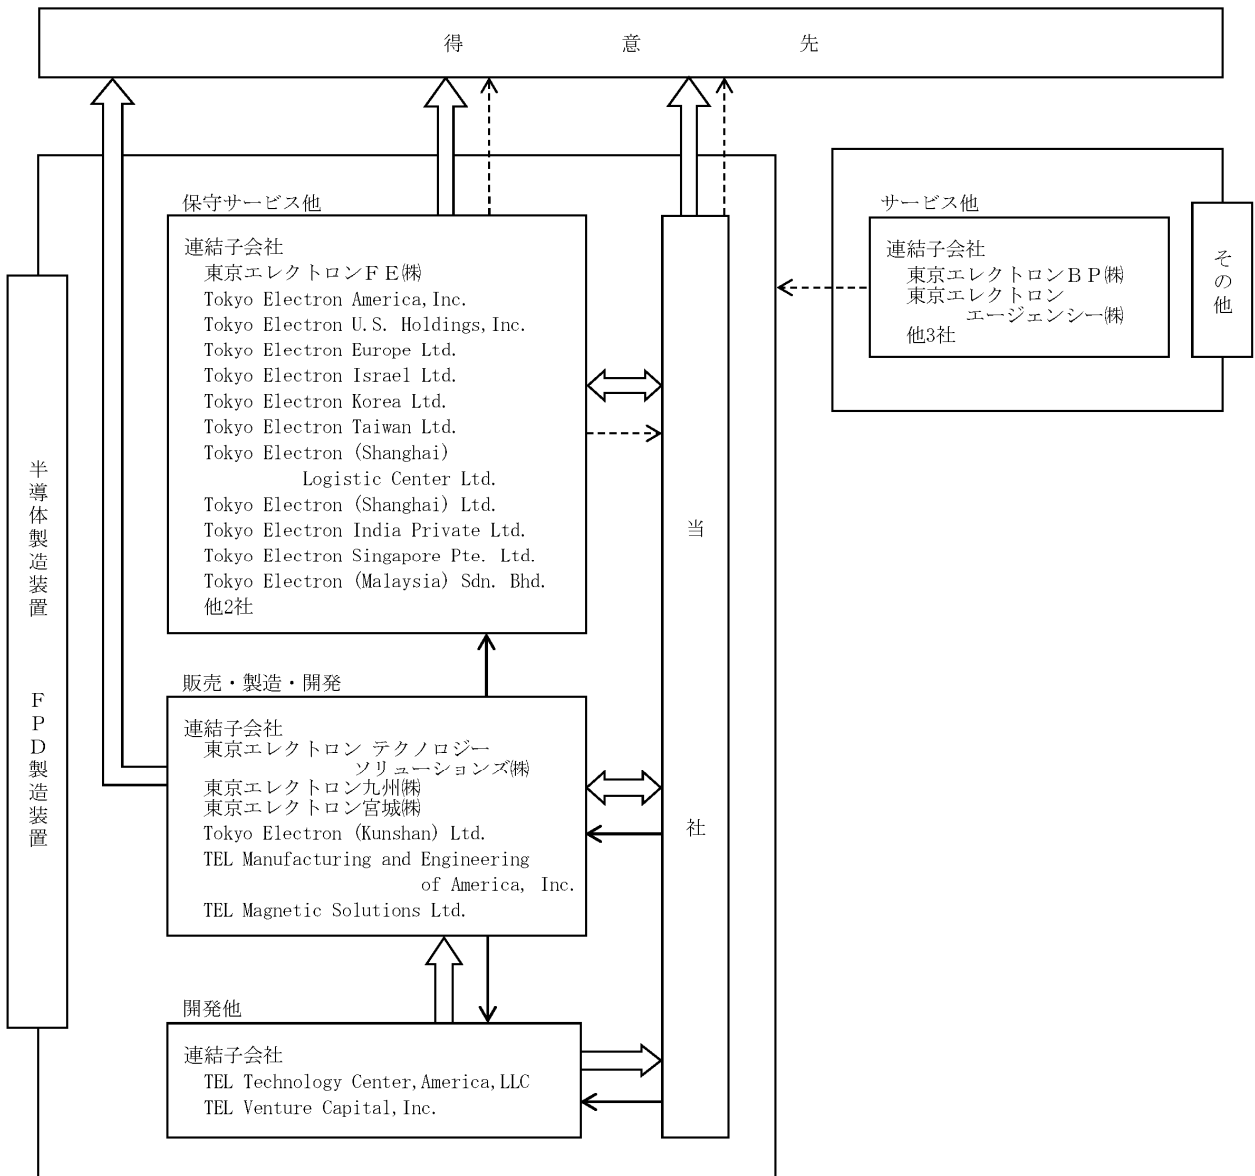 得意先
保守サービス他
連結子会社
東京エレクトロンＦＥ㈱
Tokyo Electron America,Inc.
Tokyo Electron U.S. Holdings,Inc.
Tokyo Electron Europe Ltd.
Tokyo Electron Israel Ltd.
Tokyo Electron Korea Ltd.
Tokyo Electron Taiwan Ltd.
Tokyo Electron (Shanghai)
Logistic Center Ltd.
Tokyo Electron (Shanghai) Ltd.
Tokyo Electron India Private Ltd.
Tokyo Electron Singapore Pte. Ltd.
Tokyo Electron (Malaysia) Sdn. Bhd.
他2社
販売・製造・開発
連結子会社
東京エレクトロン テクノロジー
ソリューションズ㈱
東京エレクトロン九州㈱
東京エレクトロン宮城㈱
Tokyo Electron (Kunshan) Ltd.
TEL Manufacturing and Engineering
of America, Inc.
TEL Magnetic Solutions Ltd.
開発他
連結子会社
TEL Technology Center,America,LLC
TEL Venture Capital,Inc.
半導体製造装置　ＦＰＤ製造装置
当社
サービス他
連結子会社
東京エレクトロンＢＰ㈱
東京エレクトロン
エージェンシー㈱
他3社
その他